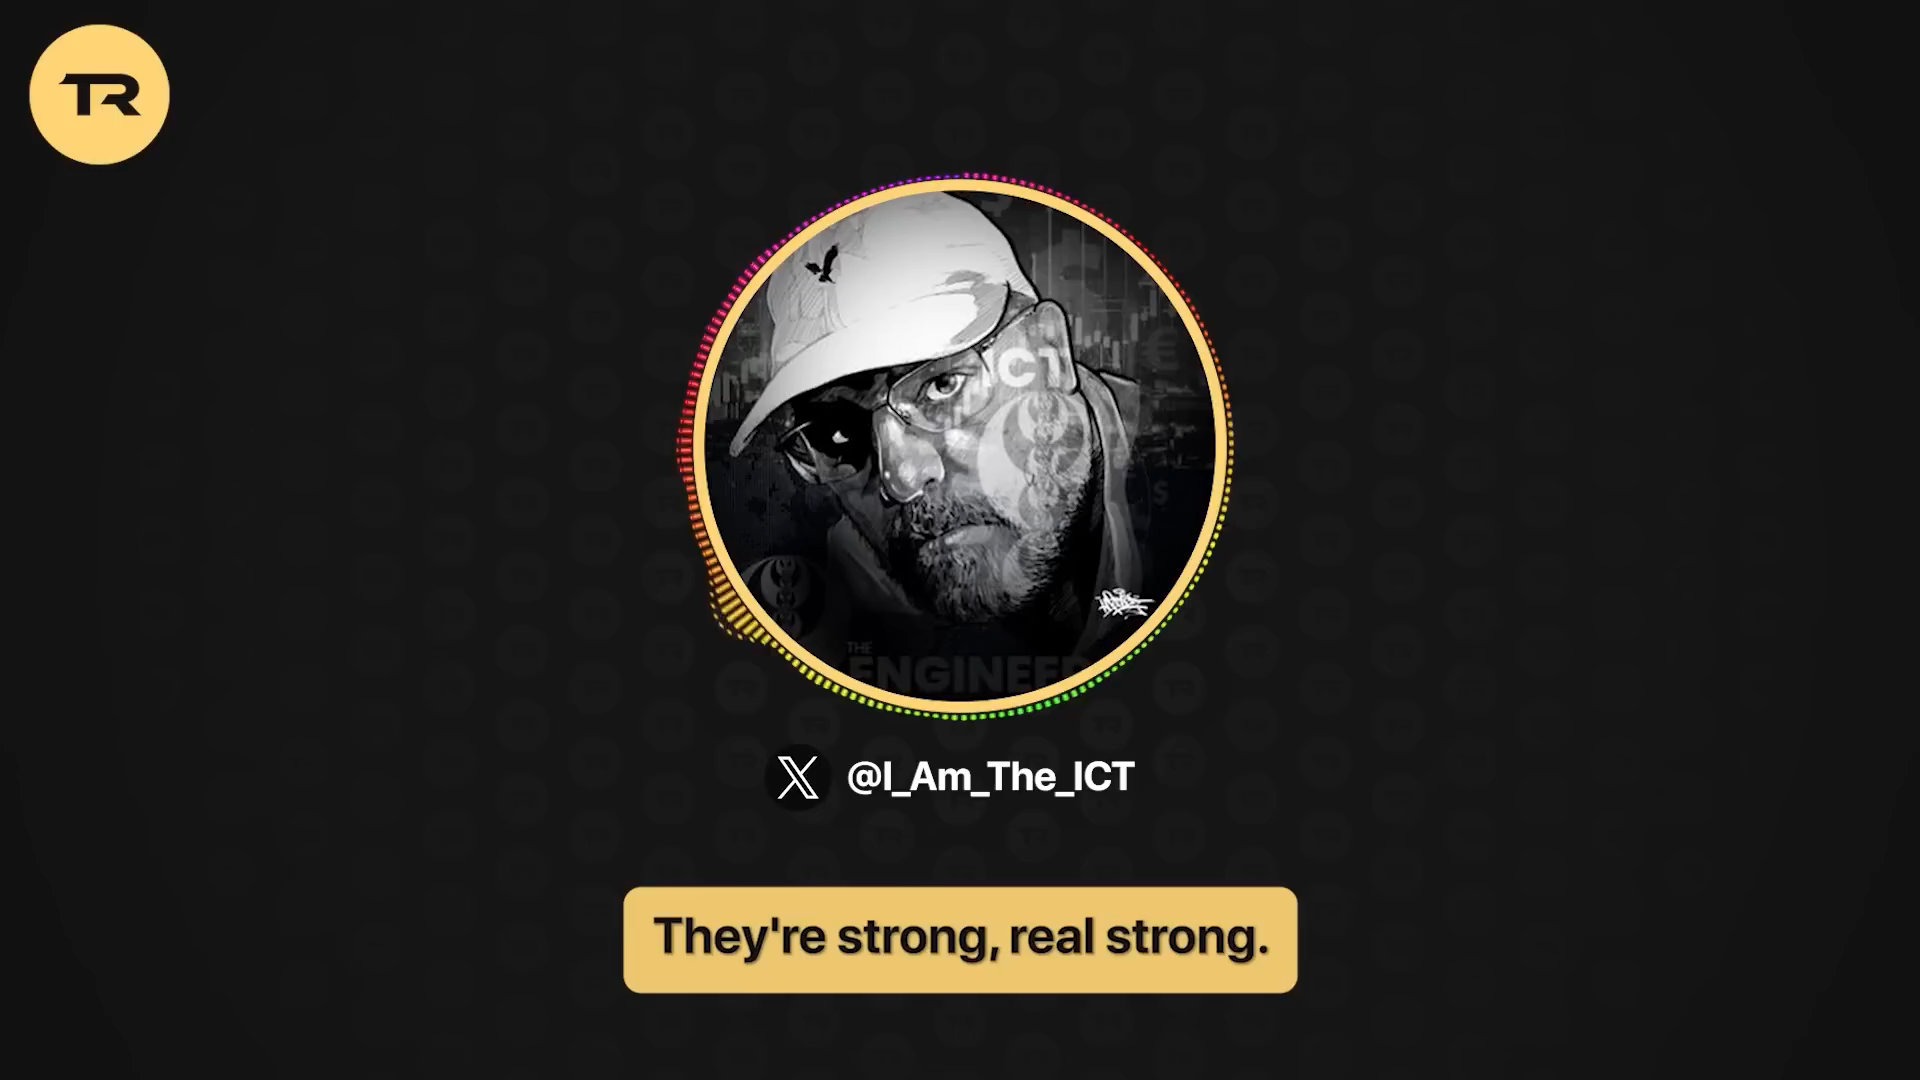 TR
ICT
THE
ENGINEER
@I_Am_The_ICT
They're strong, real strong.